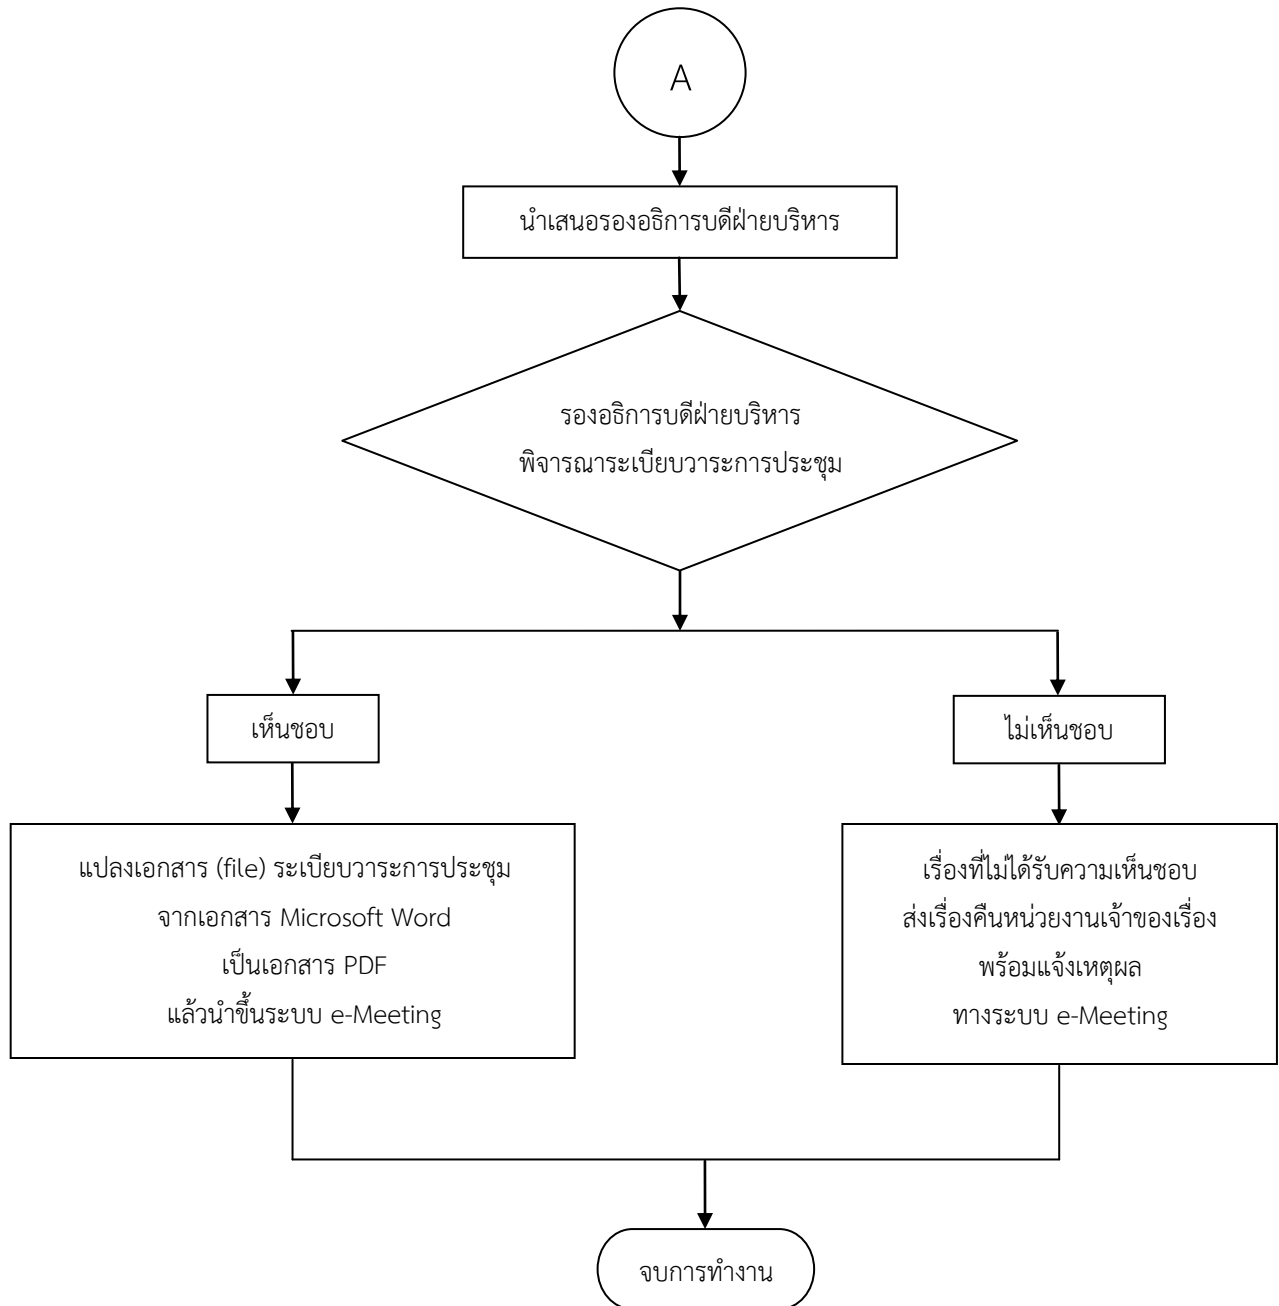 A
นำเสนอรองอธิการบดีฝ่ายบริหาร
รองอธิการบดีฝ่ายบริหาร
พิจารณาระเบียบวาระการประชุม
เห็นชอบ
ไม่เห็นชอบ
แปลงเอกสาร (file) ระเบียบวาระการประชุม
จากเอกสาร Microsoft Word
เป็นเอกสาร PDF
แล้วนำขึ้นระบบ e-Meeting
เรื่องที่ไม่ได้รับความเห็นชอบ
ส่งเรื่องคืนหน่วยงานเจ้าของเรื่อง
พร้อมแจ้งเหตุผล
ทางระบบ e-Meeting
จบการทำงาน